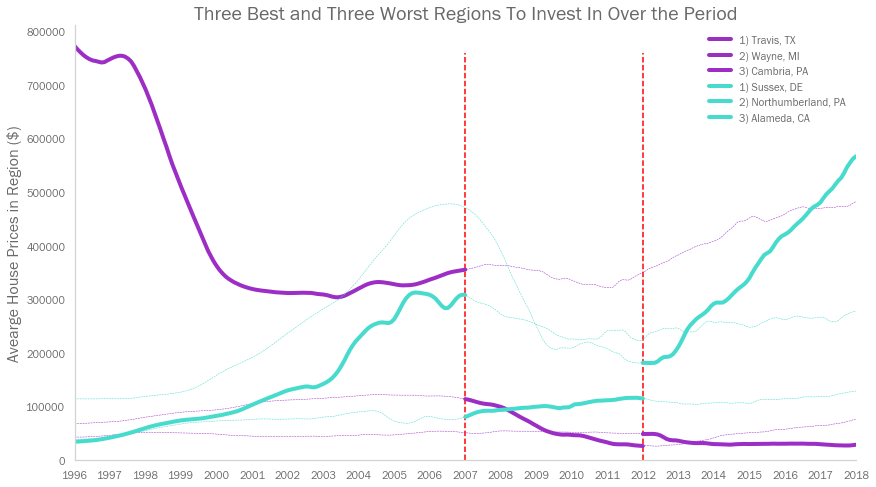 Three Best and Three Worst Regions To Invest In Over the Period
Avearge House Prices in Region ($)
800000
700000
600000
500000
400000
300000
200000
100000
0
1) Travis, TX
2) Wayne, MI
3) Cambria, PA
1) Sussex, DE
2) Northumberland, PA
3) Alameda, CA
1996 1997 1998 1999 2000 2001 2002 2003 2004 2005 2006 2007 2008 2009 2010 2011 2012 2013 2014 2015 2016 2017 2018